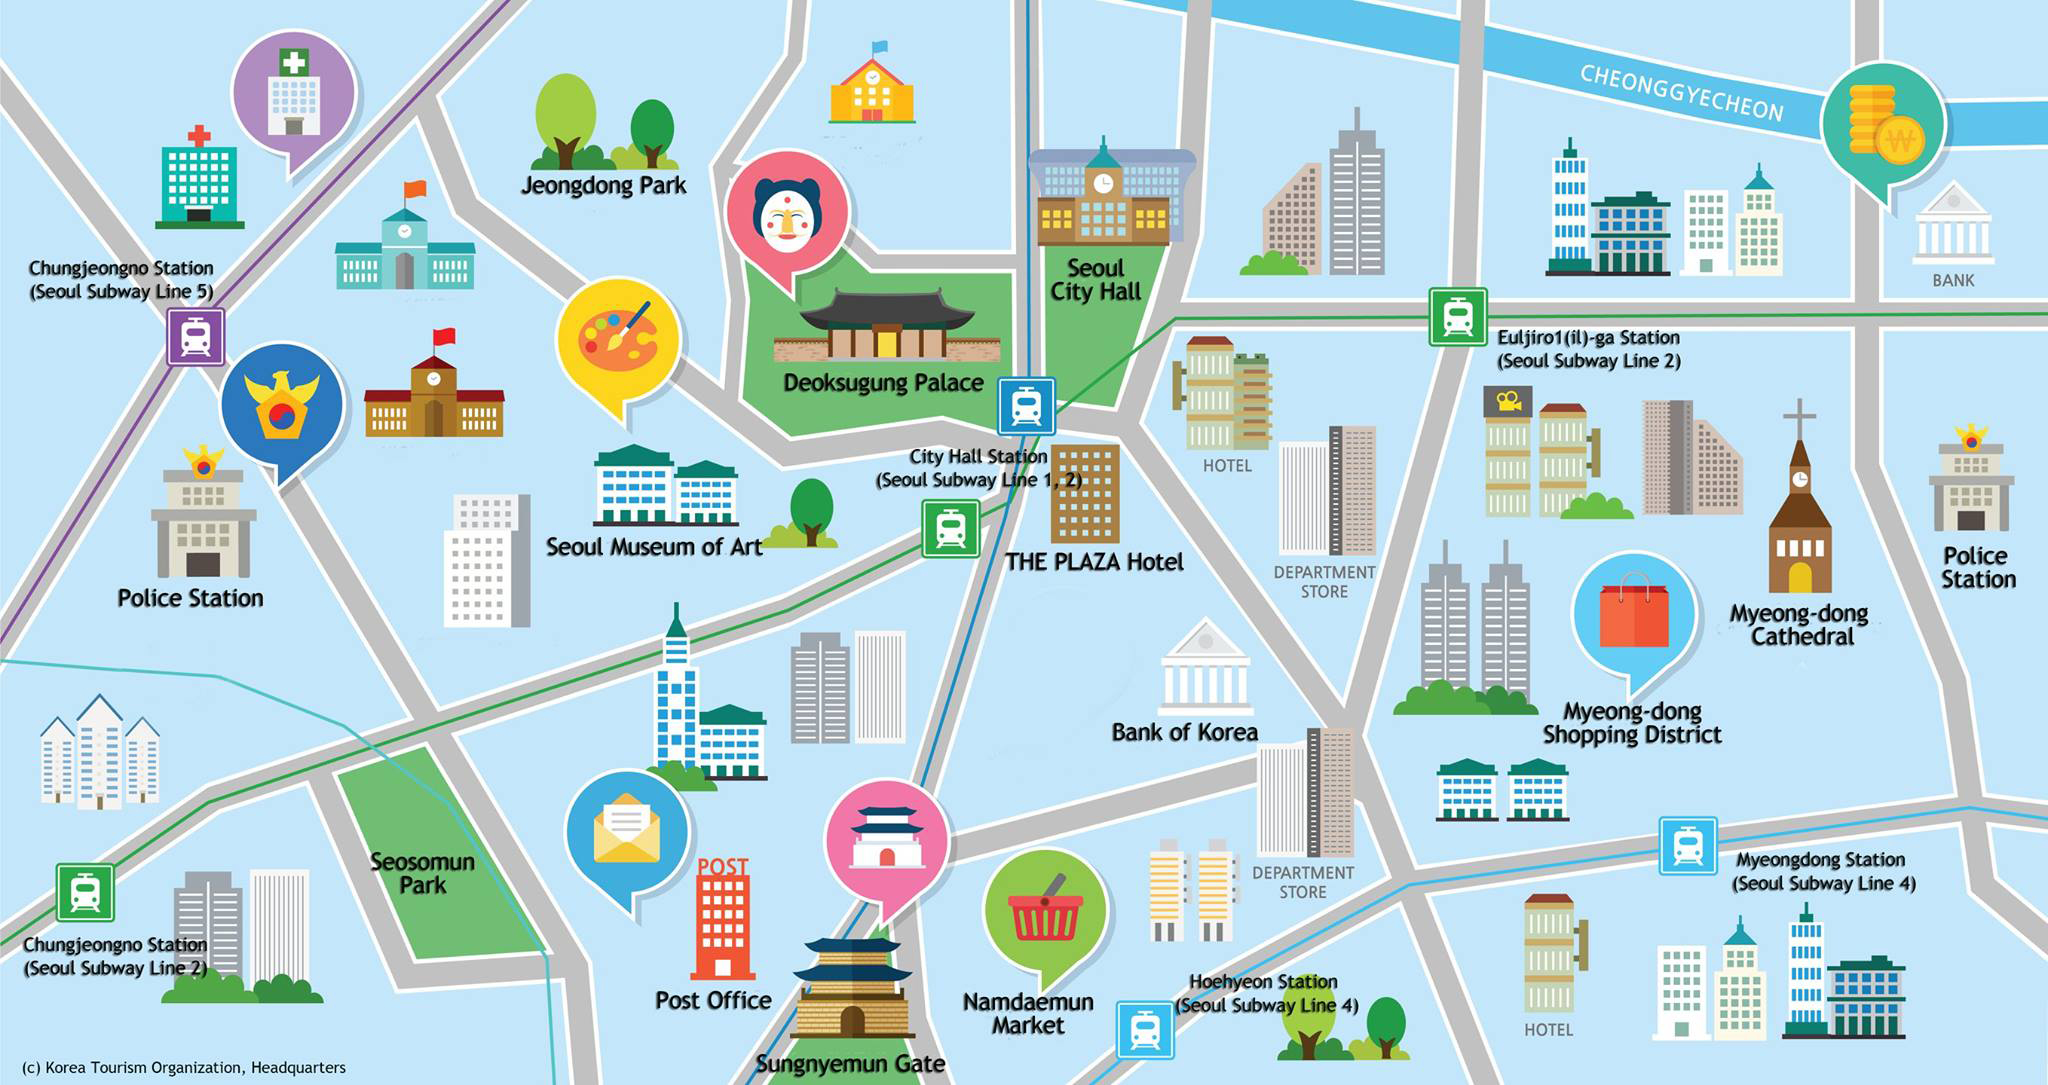 CHEONGGYECHEON
Jeongdong Park
Chungjeongno Station
(Seoul Subway Line 5)
Seoul
City Hall
BANK
Deoksugung Palace
Euljiro1(il)-ga Station
(Seoul Subway Line 2)
City Hall Station
(Seoul Subway Line 1, 2)
HOTEL
Seoul Museum of Art
THE PLAZA Hotel
DEPARTMENT
STORE
Police
Station
Police Station
Myeong-dong
Cathedral
Bank of Korea
Myeong-dong
Shopping District
Seosomun
Park
POST
DEPARTMENT
STORE
Myeongdong Station
(Seoul Subway Line 4)
Chungjeongno Station
(Seoul Subway Line 2)
Post Office
Namdaemun
Market
Hoehyeon Station
(Seoul Subway Line 4)
HOTEL
Sungnyemun Gate
(c) Korea Tourism Organization, Headquarters